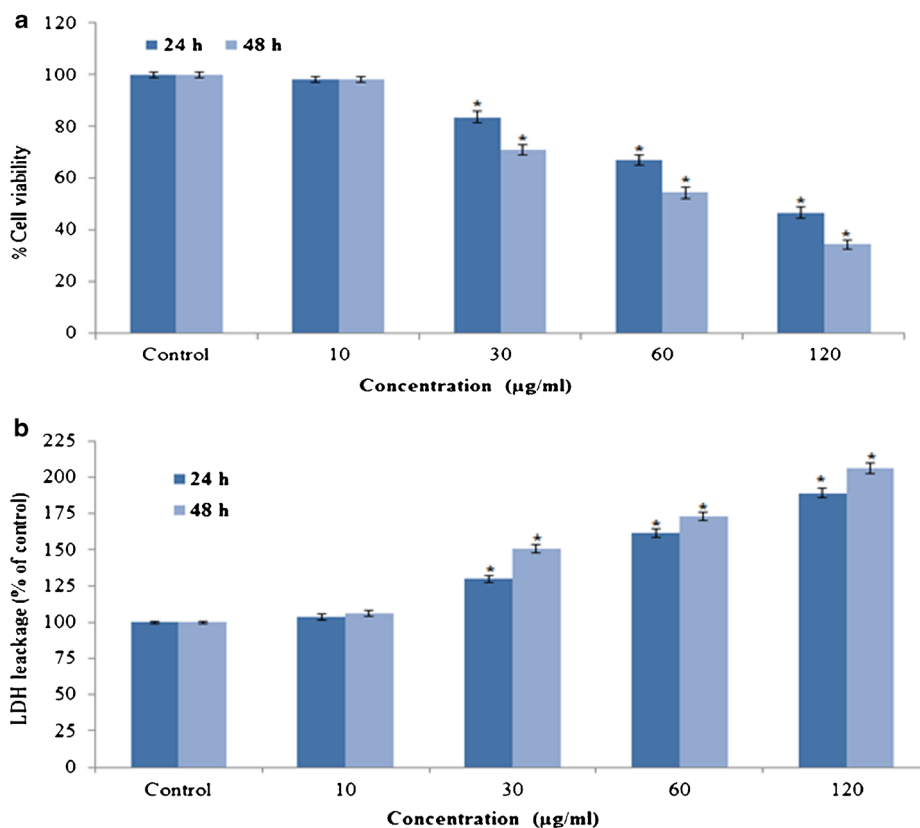 a
120
100
80
60
40
20
0
% Cell viability
24 h 48 h
* * * * * *
Control 10 30 60 120
Concentration (µg/ml)
b
225
200
175
150
125
100
75
50
25
0
LDH leackage (% of control)
24 h
48 h
* * * * * *
Control 10 30 60 120
Concentration (µg/ml)